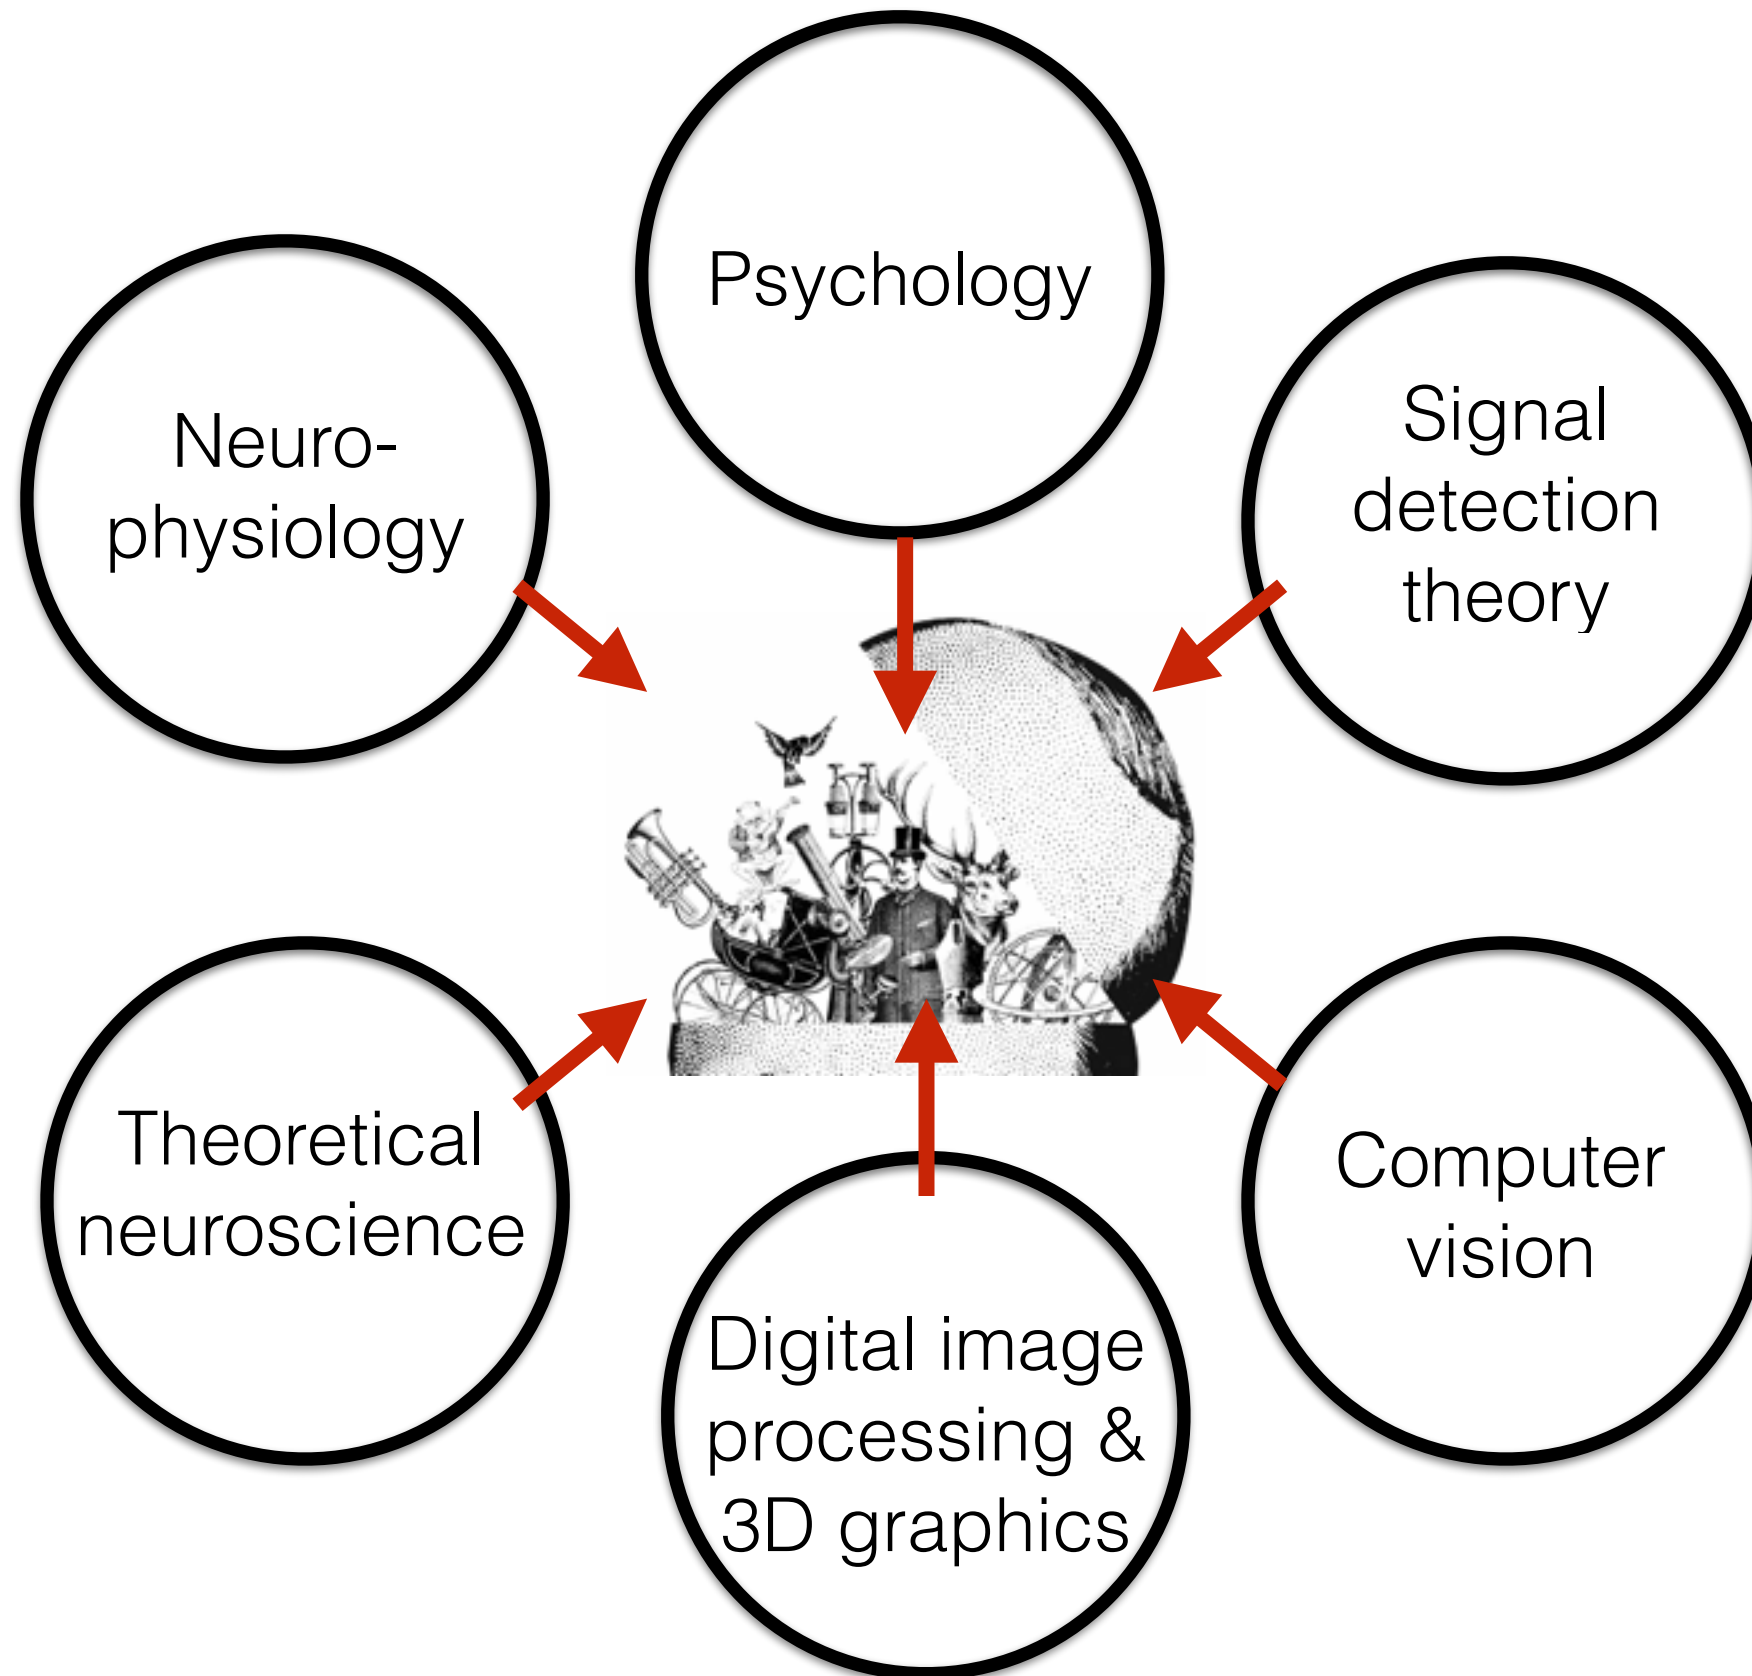 Psychology
Neuro-
physiology
Signal
detection
theory
Theoretical
neuroscience
Computer
vision
Digital image
processing &
3D graphics